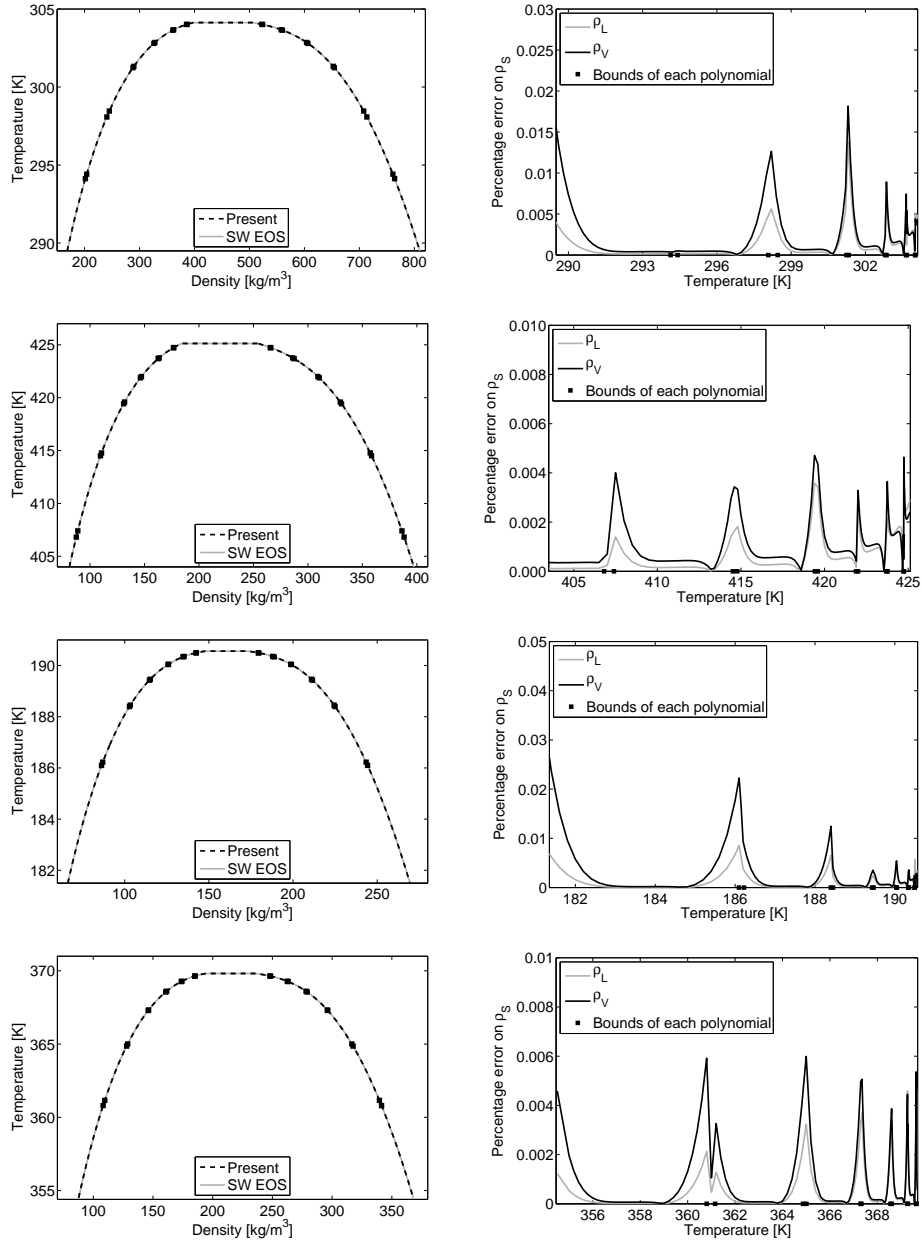 305
300
295
290
Temperature [K]
200 300 400 500 600 700 800
Density [kg/m³]
Present
SW EOS
0.03
0.025
0.02
0.015
0.01
0.005
0
Percentage error on ρS
290 293 296 299 302
Temperature [K]
ρL
ρV
Bounds of each polynomial
425
420
415
410
405
Temperature [K]
100 150 200 250 300 350 400
Density [kg/m³]
Present
SW EOS
0.010
0.008
0.006
0.004
0.002
0.000
Percentage error on ρS
405 410 415 420 425
Temperature [K]
ρL
ρV
Bounds of each polynomial
190
188
186
184
182
Temperature [K]
100 150 200 250
Density [kg/m³]
Present
SW EOS
0.05
0.04
0.03
0.02
0.01
0
Percentage error on ρS
182 184 186 188 190
Temperature [K]
ρL
ρV
Bounds of each polynomial
370
365
360
355
Temperature [K]
100 150 200 250 300 350
Density [kg/m³]
Present
SW EOS
0.01
0.008
0.006
0.004
0.002
0
Percentage error on ρS
356 358 360 362 364 366 368
Temperature [K]
ρL
ρV
Bounds of each polynomial